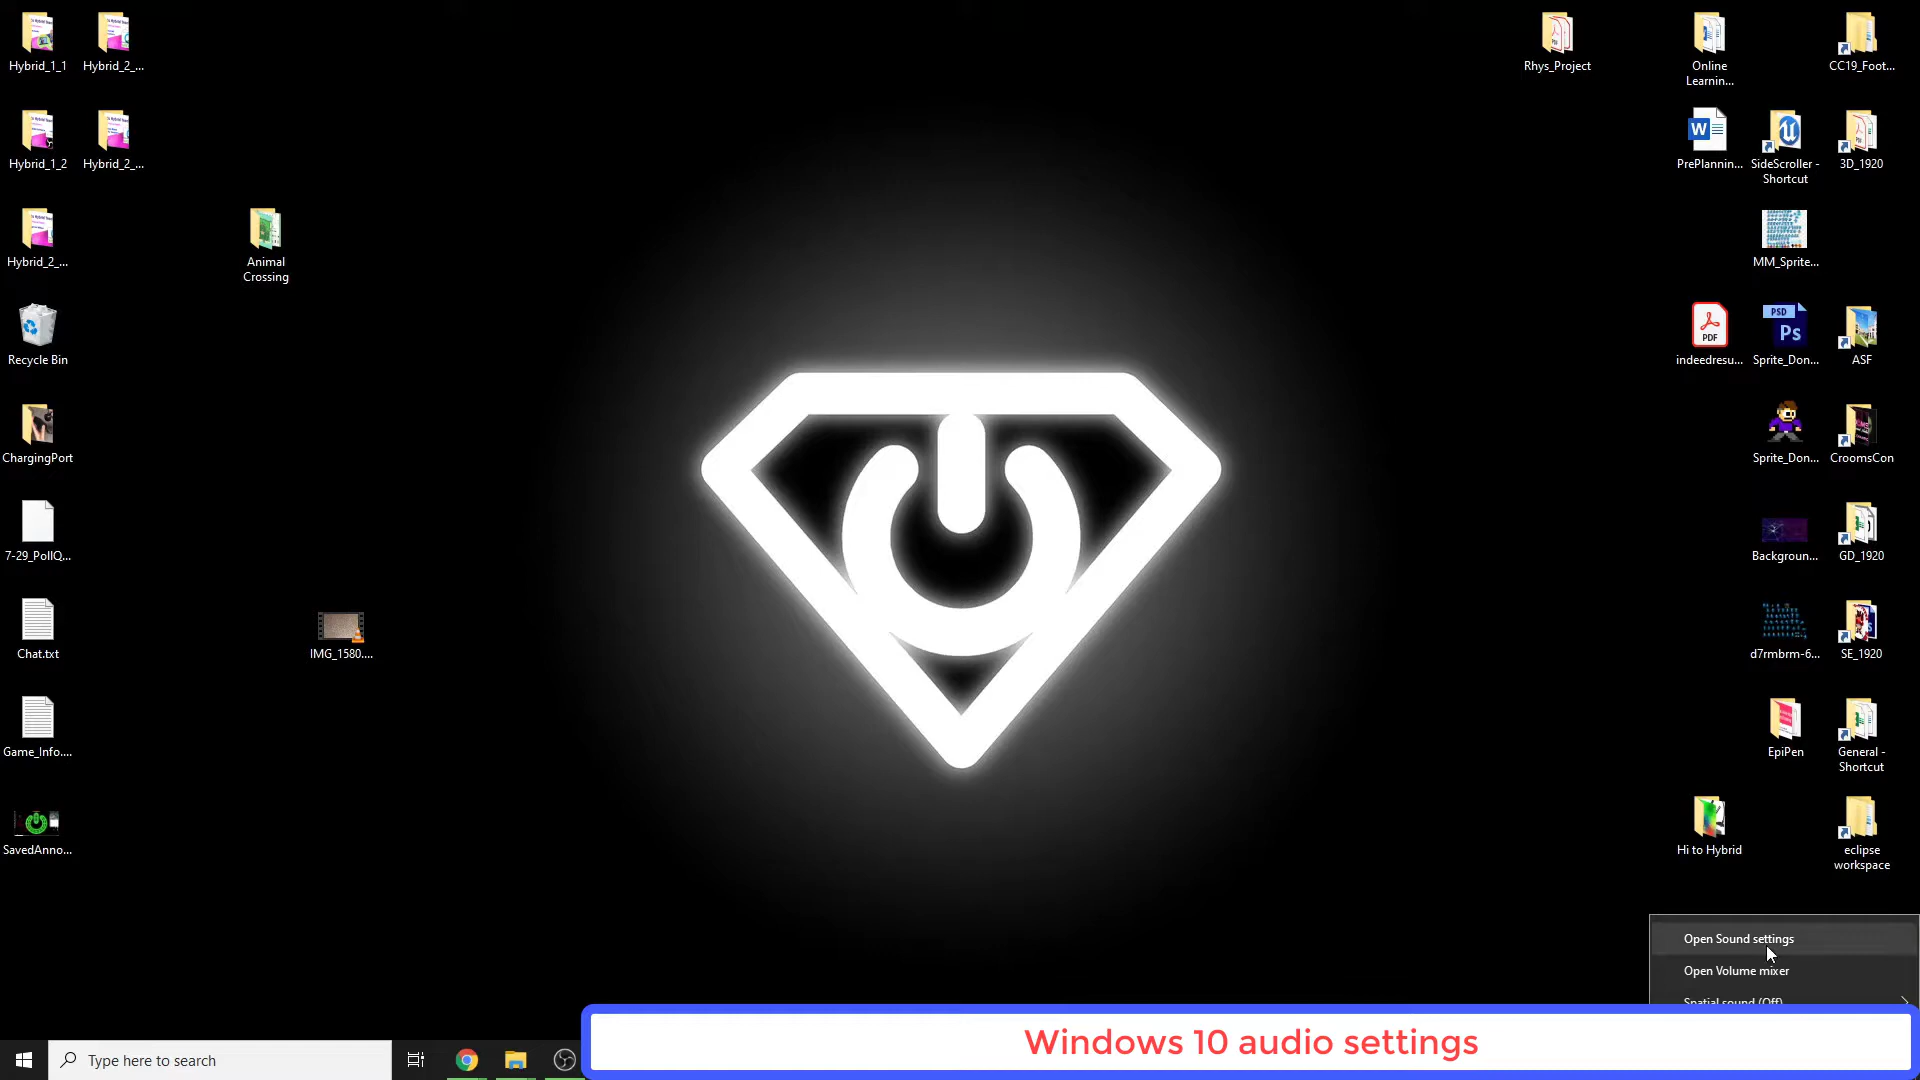 Hybrid_1_1
Hybrid_2_...
Rhys_Project
Online
Learnin...
CC19_Foot...
Hybrid_1_2
Hybrid_2_...
W
PrePlannin...
SideScroller -
Shortcut
3D_1920
Hybrid_2_...
Animal
Crossing
MM_Sprite...
Recycle Bin
PDF
indeedresu...
PSD
Ps
Sprite_Don...
ASF
ChargingPort
Sprite_Don...
CroomsCon
7-29_PollQ...
Backgroun...
GD_1920
Chat.txt
IMG_1580....
d7rmbrm-6...
SE_1920
Game_Info....
EpiPen
General -
Shortcut
SavedAnno...
Hi to Hybrid
eclipse
workspace
Open Sound settings
Open Volume mixer
Spatial sound (Off)
Type here to search
Windows 10 audio settings